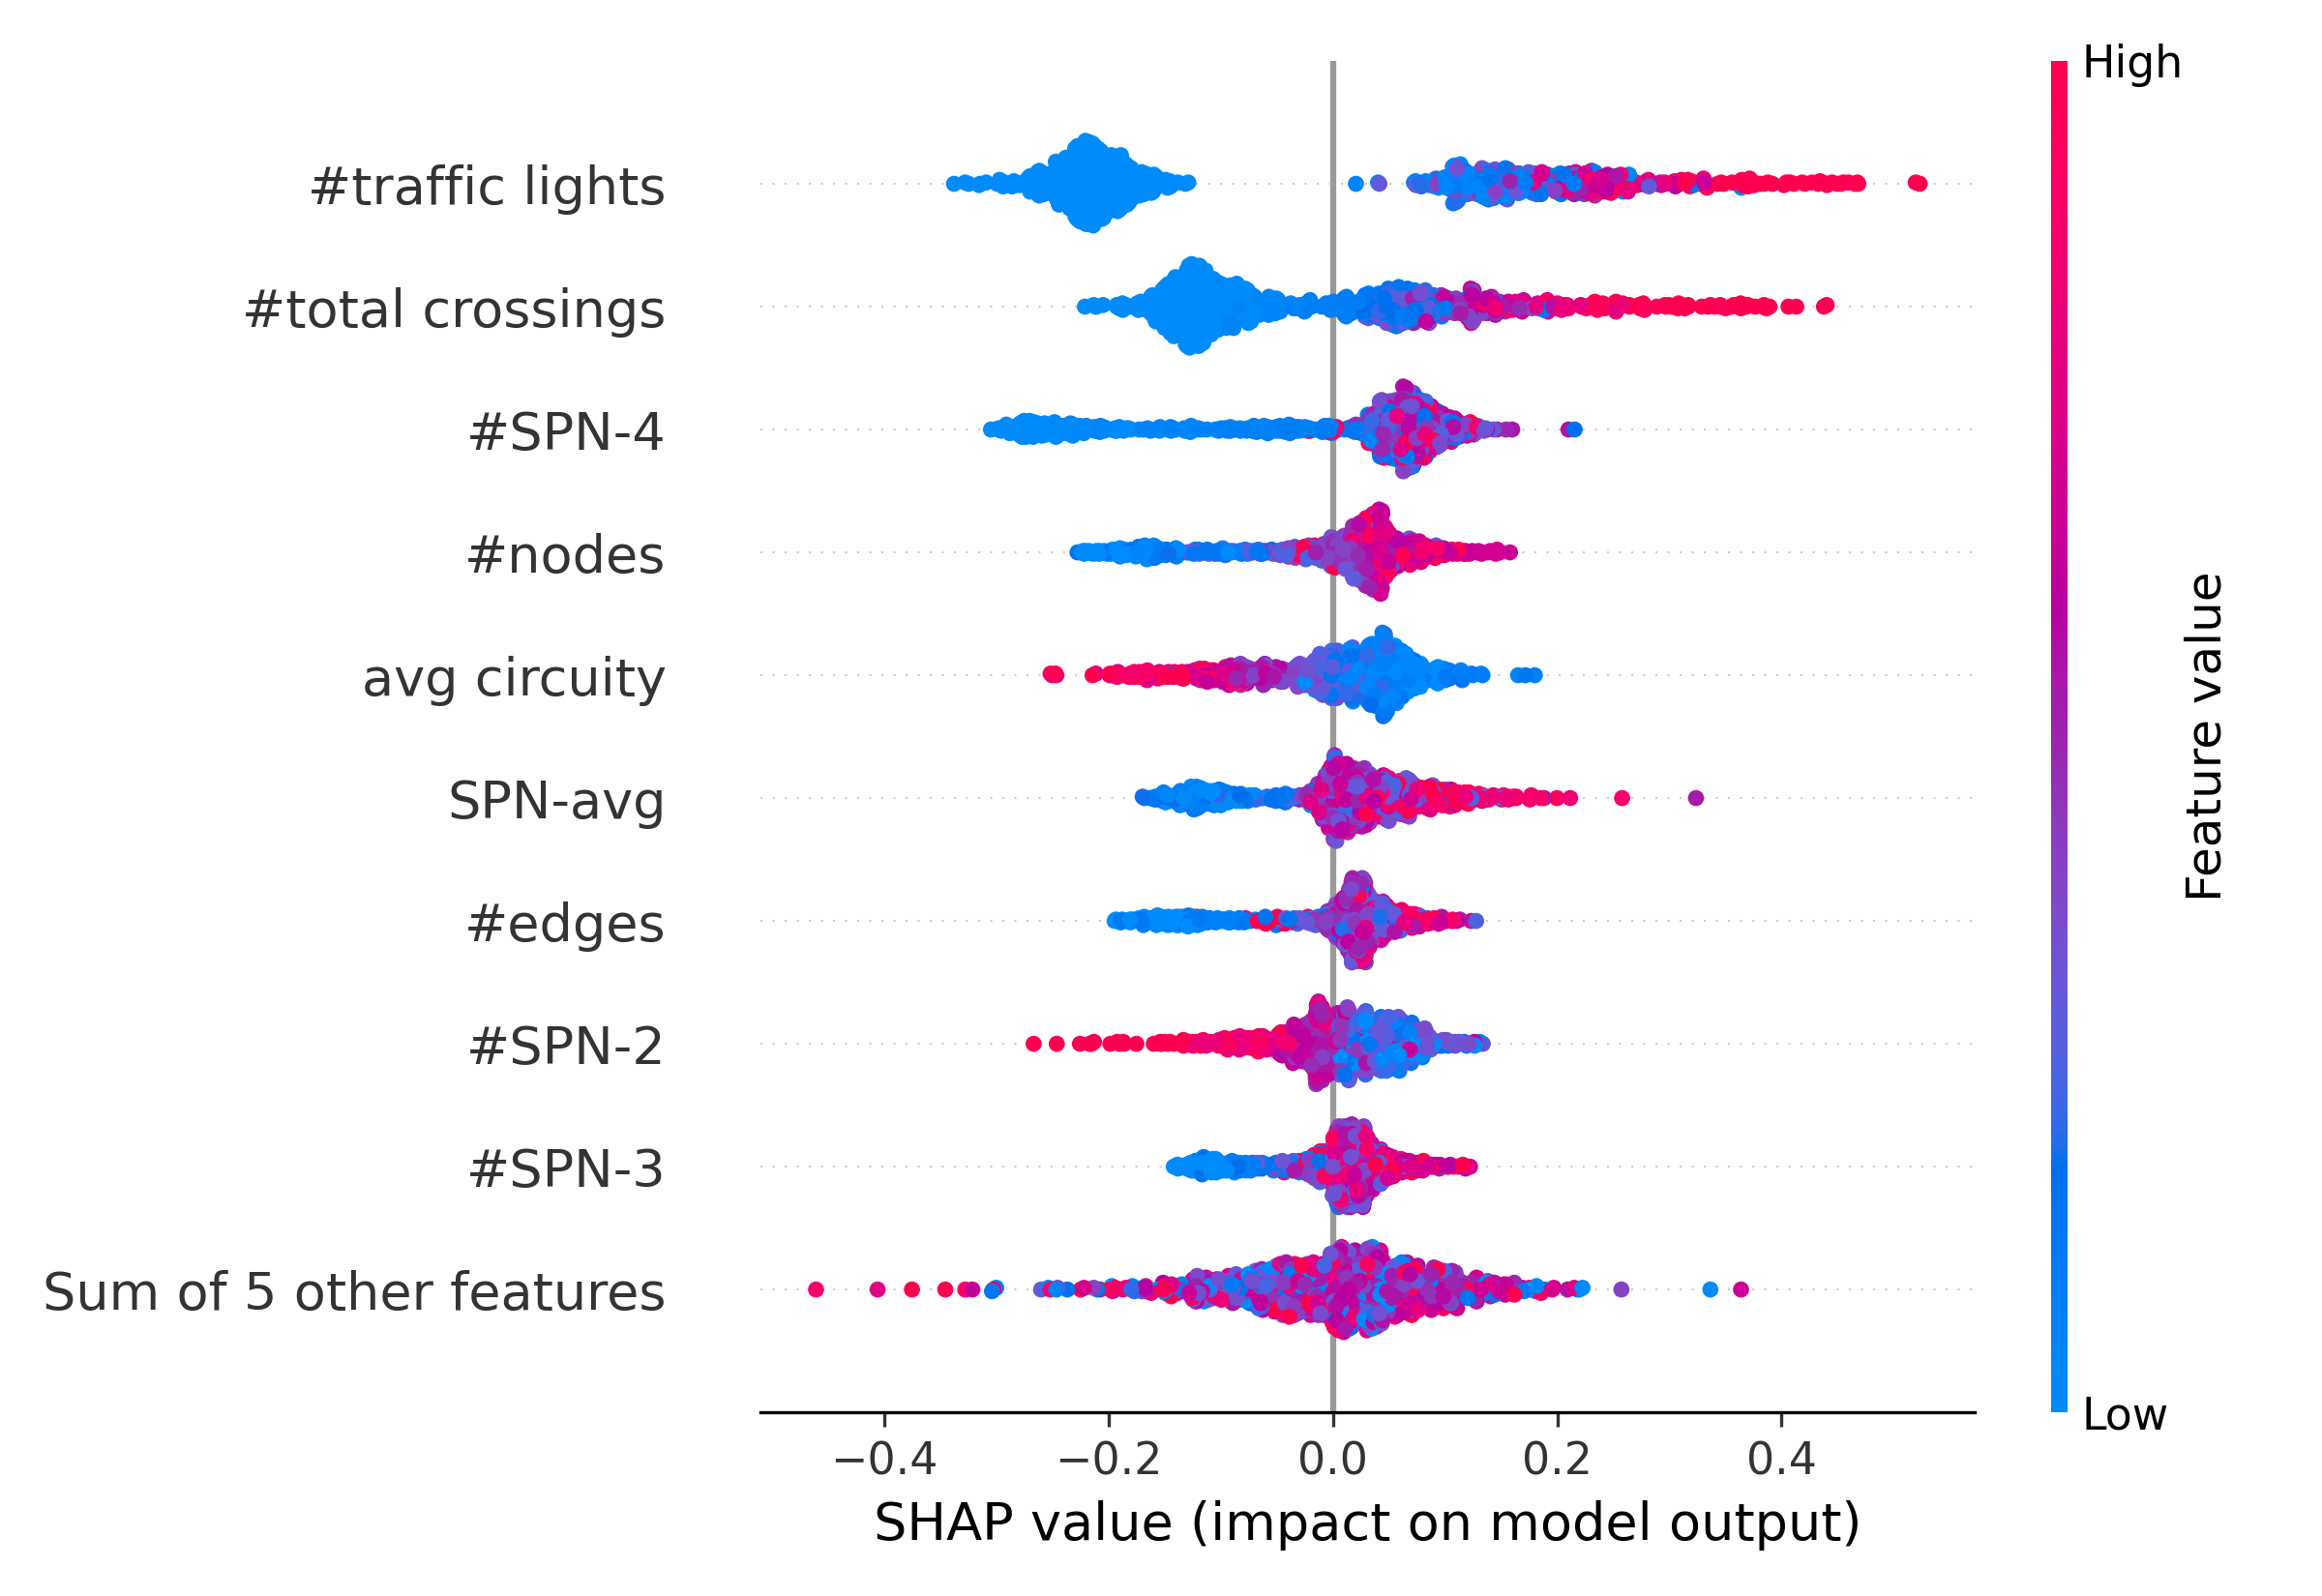 High
#traffic lights
#total crossings
#SPN-4
#nodes
avg circuity
SPN-avg
#edges
#SPN-2
#SPN-3
Sum of 5 other features
Feature value
Low
−0.4 −0.2 0.0 0.2 0.4
SHAP value (impact on model output)